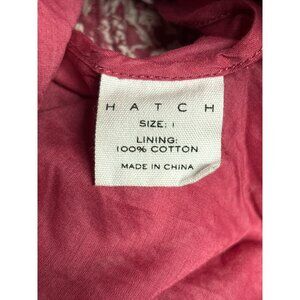 HATCH
SIZE: 1
LINING:
100% COTTON
MADE IN CHINA